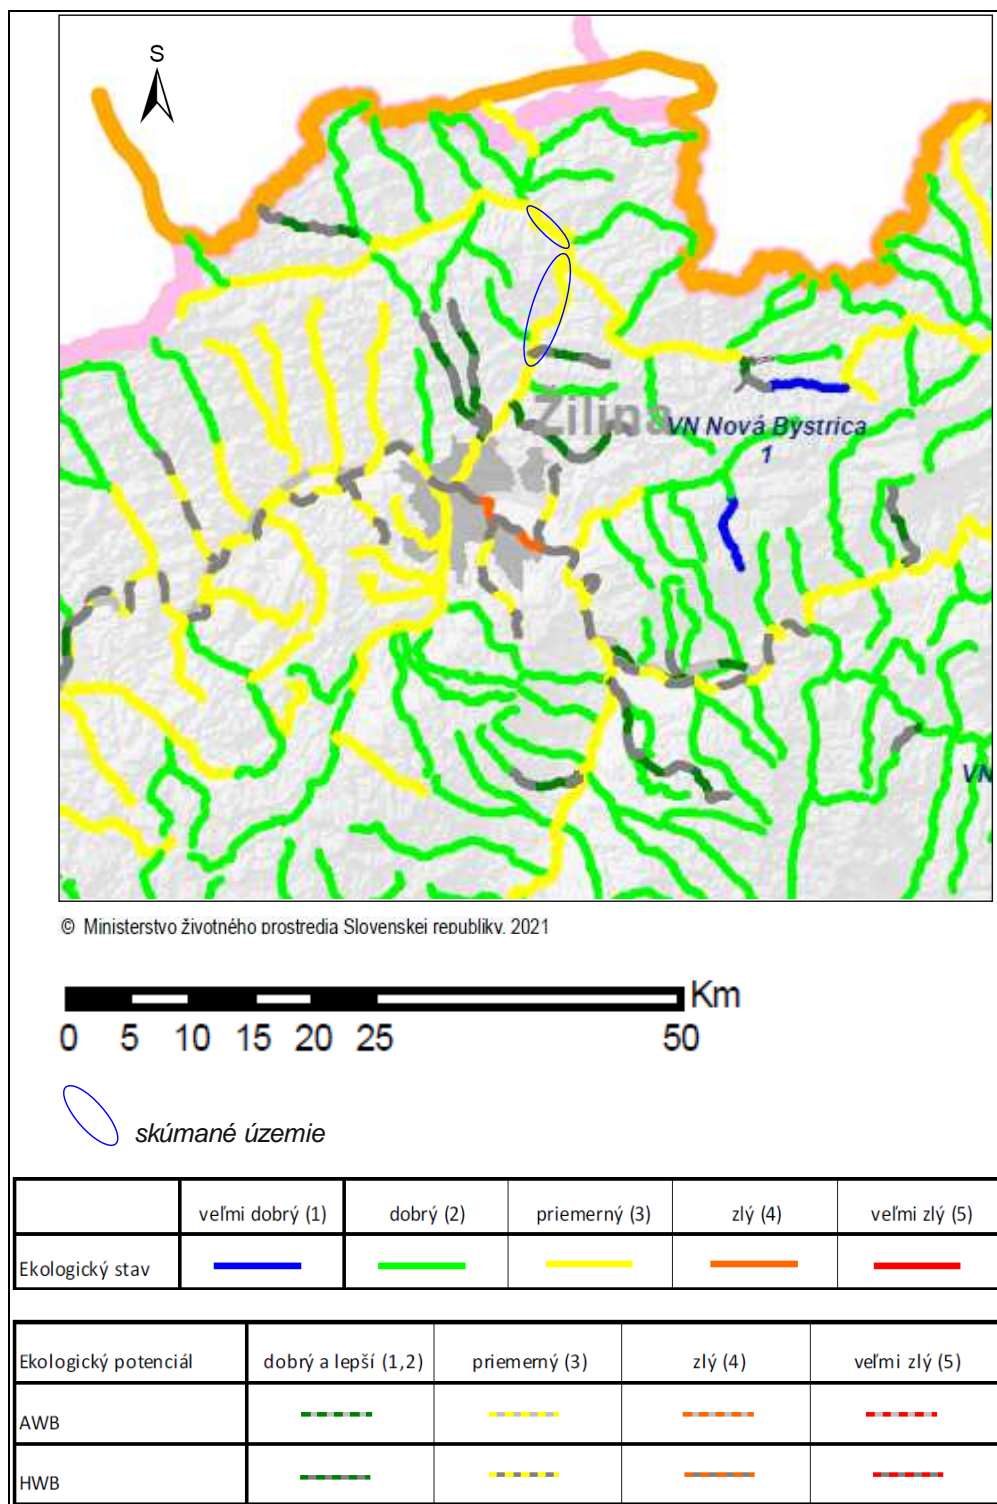 S
Žilina
VN Nová Bystrica
1
VN
© Ministerstvo životného prostredia Slovenskej republiky, 2021
Km
0 5 10 15 20 25 50
skúmané územie
veľmi dobrý (1) dobrý (2) priemerný (3) zlý (4) veľmi zlý (5)
Ekologický stav
Ekologický potenciál dobrý a lepší (1,2) priemerný (3) zlý (4) veľmi zlý (5)
AWB
HWB